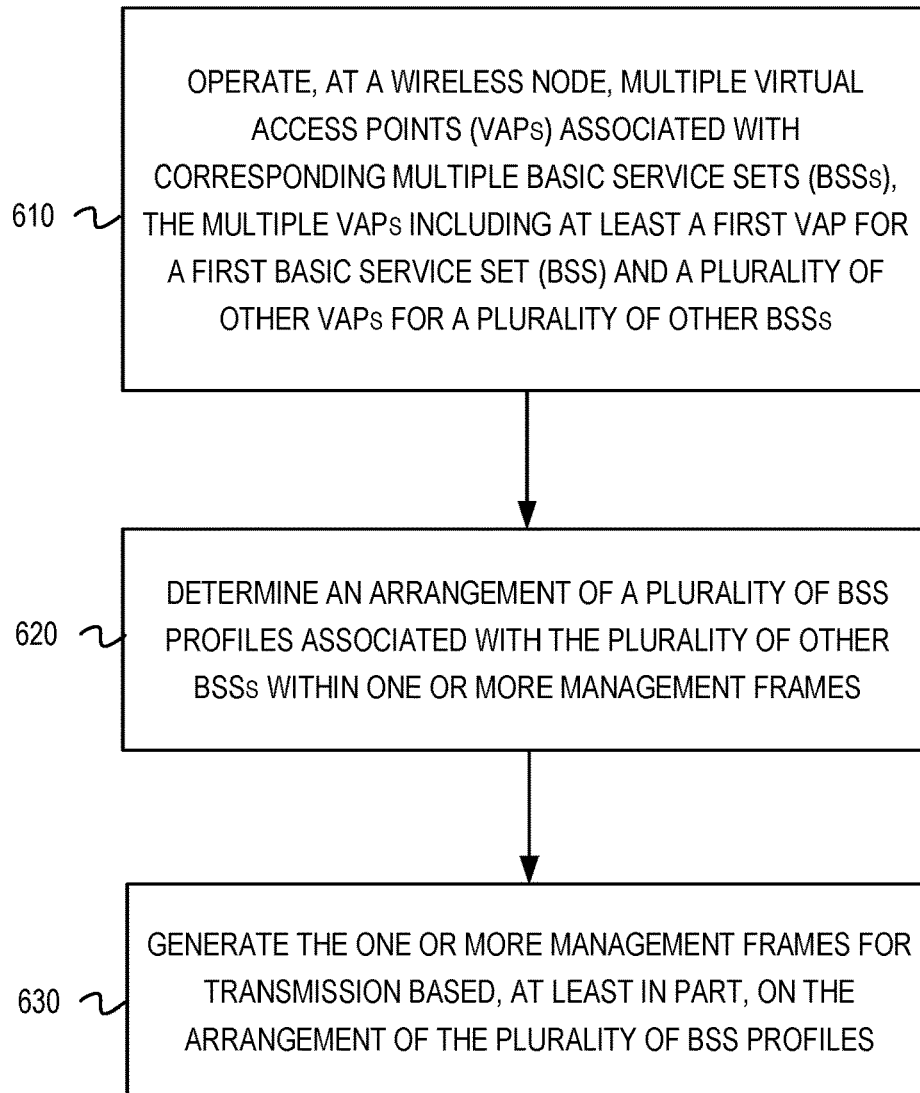 OPERATE, AT A WIRELESS NODE, MULTIPLE VIRTUAL
ACCESS POINTS (VAPs) ASSOCIATED WITH
CORRESPONDING MULTIPLE BASIC SERVICE SETS (BSSs),
610
THE MULTIPLE VAPs INCLUDING AT LEAST A FIRST VAP FOR
A FIRST BASIC SERVICE SET (BSS) AND A PLURALITY OF
OTHER VAPs FOR A PLURALITY OF OTHER BSSs
DETERMINE AN ARRANGEMENT OF A PLURALITY OF BSS
620
PROFILES ASSOCIATED WITH THE PLURALITY OF OTHER
BSSs WITHIN ONE OR MORE MANAGEMENT FRAMES
GENERATE THE ONE OR MORE MANAGEMENT FRAMES FOR
630
TRANSMISSION BASED, AT LEAST IN PART, ON THE
ARRANGEMENT OF THE PLURALITY OF BSS PROFILES